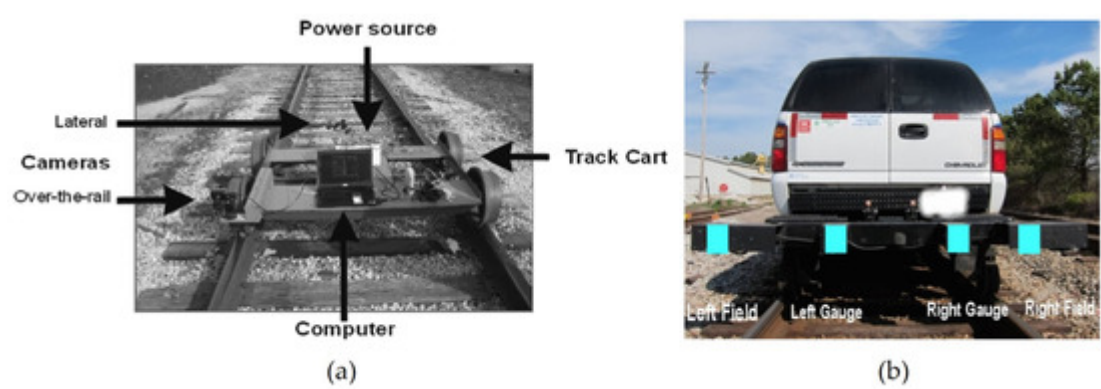 Power source
Lateral
Cameras
Over-the-rail
Track Cart
Computer
(a)
CHEVROLET
Left Field
Left Gauge
Right Gauge
Right Field
(b)